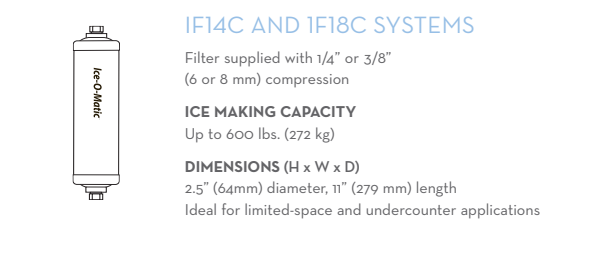 IF14C AND 1F18C SYSTEMS
Filter supplied with 1/4” or 3/8”
(6 or 8 mm) compression
ICE MAKING CAPACITY
Up to 600 lbs. (272 kg)
DIMENSIONS (H x W x D)
2.5” (64mm) diameter, 11” (279 mm) length
Ideal for limited-space and undercounter applications
Ice-O-Matic